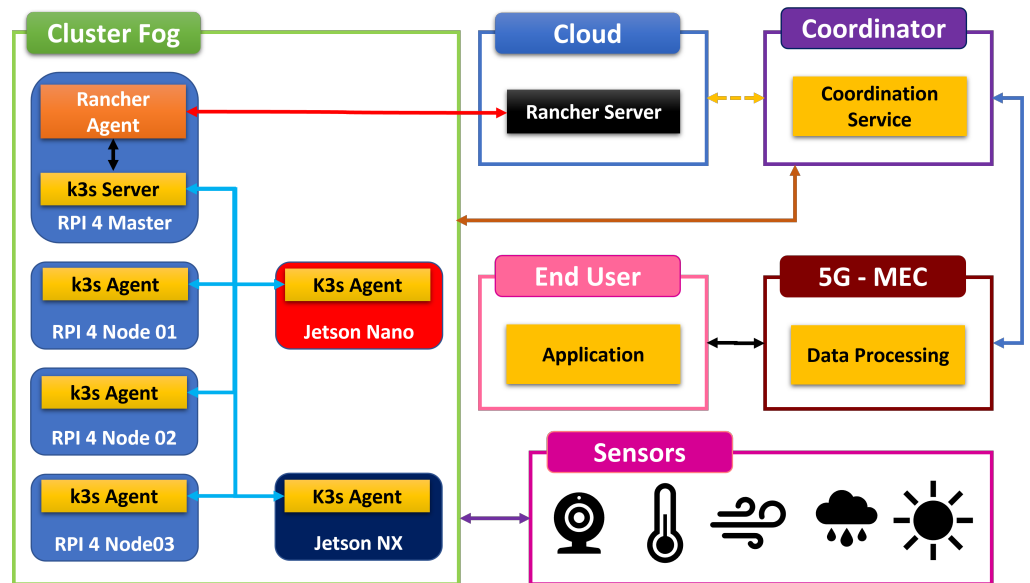 Cluster Fog
Rancher
Agent
k3s Server
RPI 4 Master
k3s Agent
RPI 4 Node 01
k3s Agent
RPI 4 Node 02
k3s Agent
RPI 4 Node03
K3s Agent
Jetson Nano
K3s Agent
Jetson NX
Cloud
Rancher Server
Coordinator
Coordination
Service
End User
Application
5G - MEC
Data Processing
Sensors